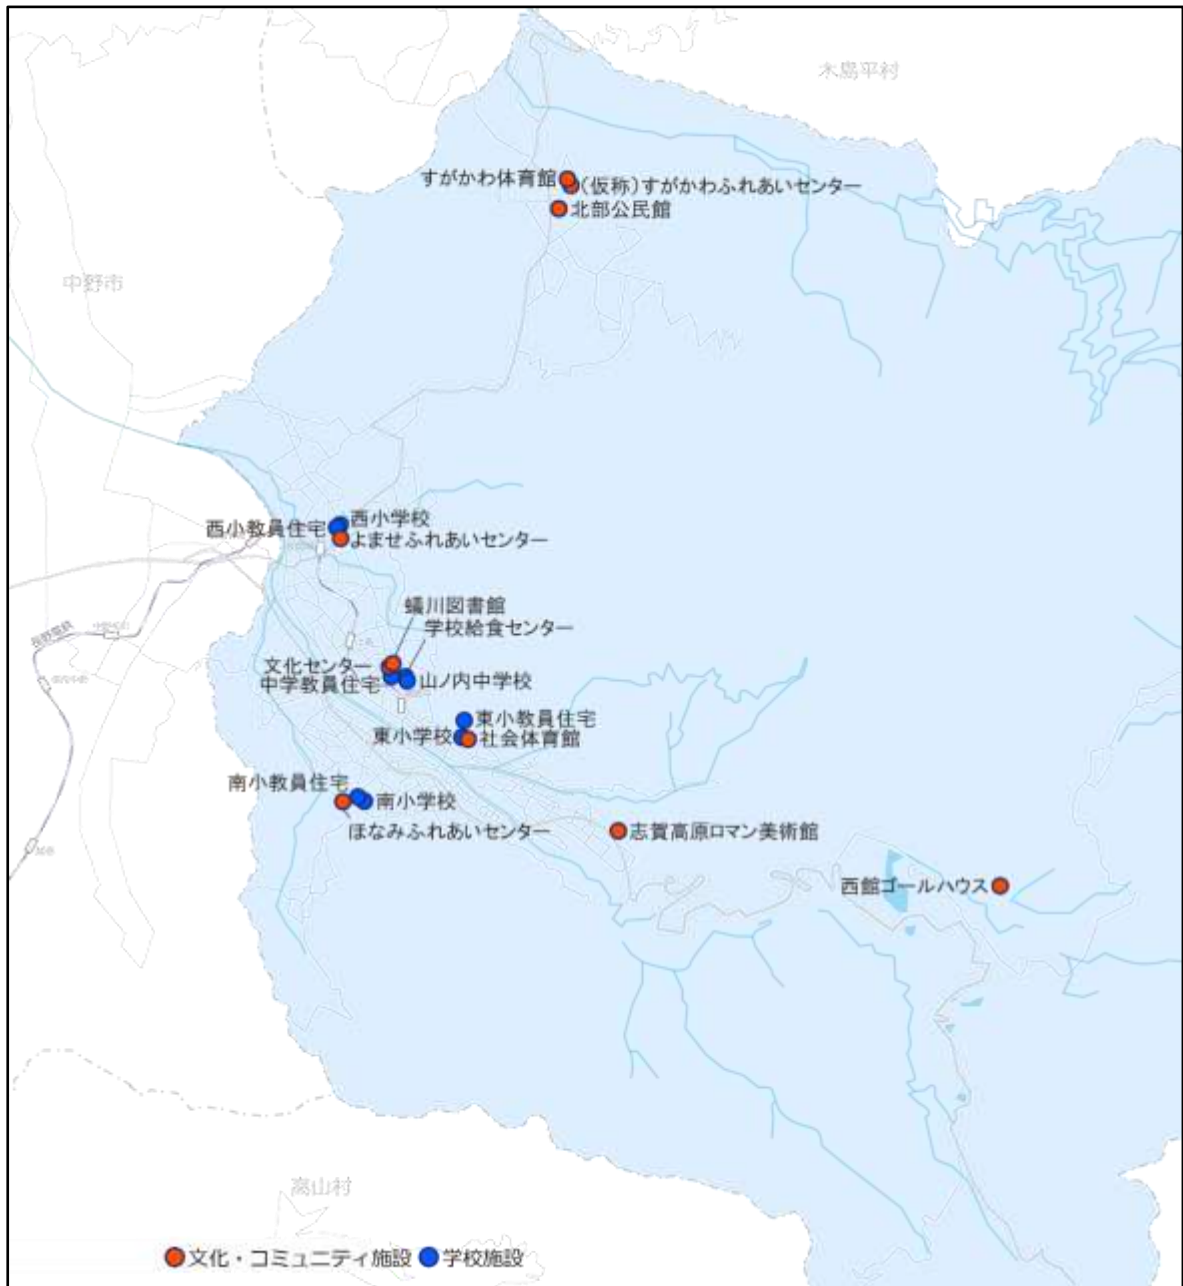 木島平村
すがかわ体育館
(仮称)すがかわふれあいセンター
北部公民館
中野市
西小学校
西小教員住宅
よませふれあいセンター
蟻川図書館
学校給食センター
長野電鉄
文化センター
中学教員住宅
山ノ内中学校
東小教員住宅
東小学校
社会体育館
南小教員住宅
南小学校
ほなみふれあいセンター
志賀高原ロマン美術館
西館ゴールハウス
高山村
文化・コミュニティ施設
学校施設